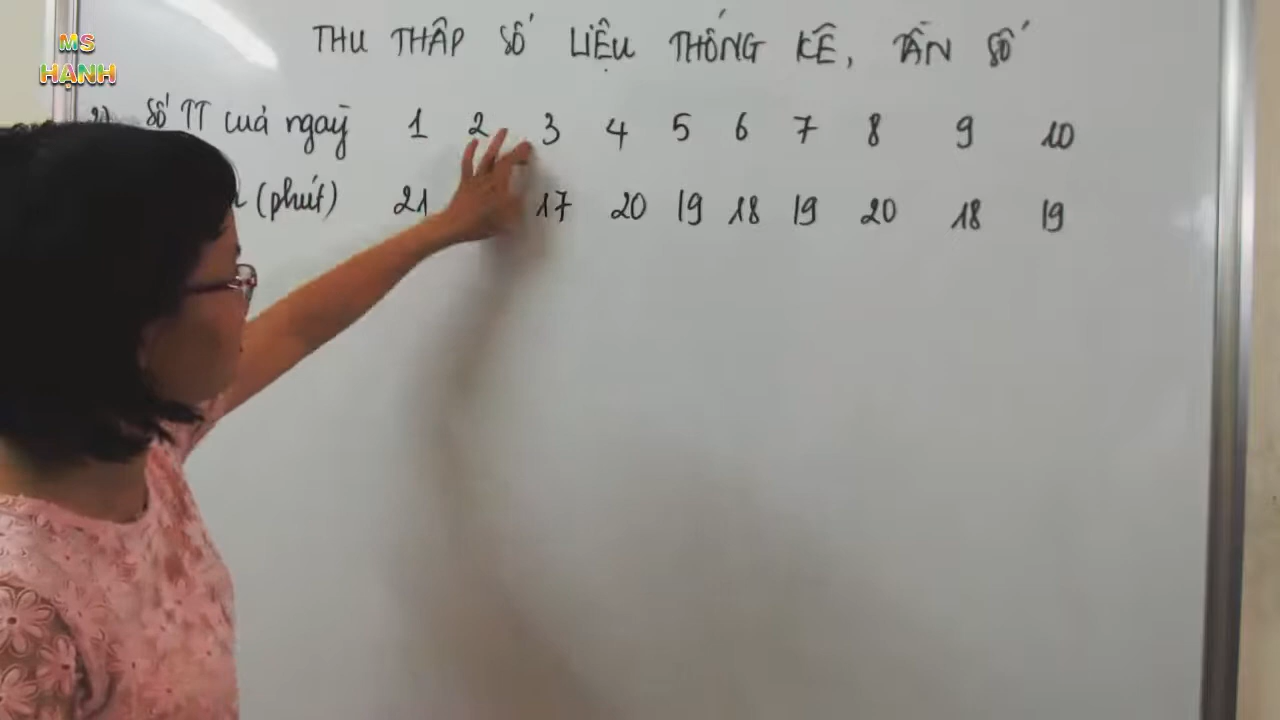 MS
HẠNH
THU THẬP SỐ LIỆU THỐNG KÊ, TẦN SỐ
2) Số TT của ngày 1 2 3 4 5 6 7 8 9 10
(phút) 21 17 20 19 18 19 20 18 19